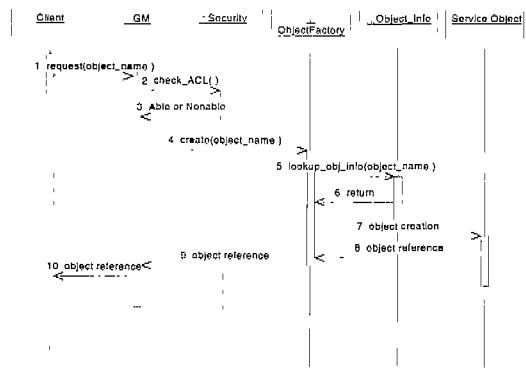 Client
GM
: Security
ObjectFactory
: Object_Info
Service Object
1 request(object_name )
2 check_ACL( )
3 Able or Nonable
4 create(object_name )
5 lookup_obj_info(object_name )
6 return
7 object creation
8 object reference
9 object reference
10 object reference
...